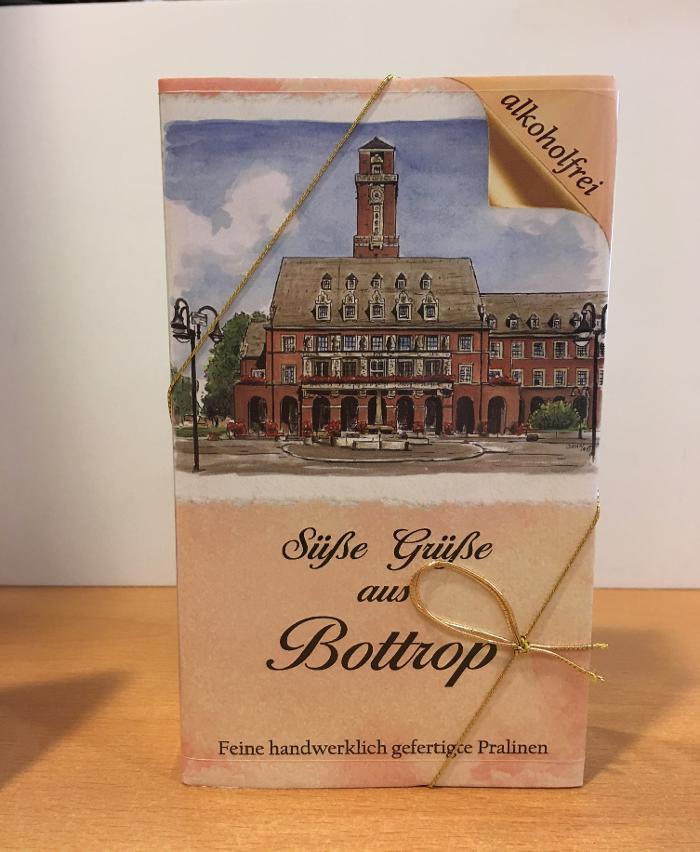 alkoholfrei
Süße Grüße
aus
Bottrop
Feine handwerklich gefertigte Pralinen